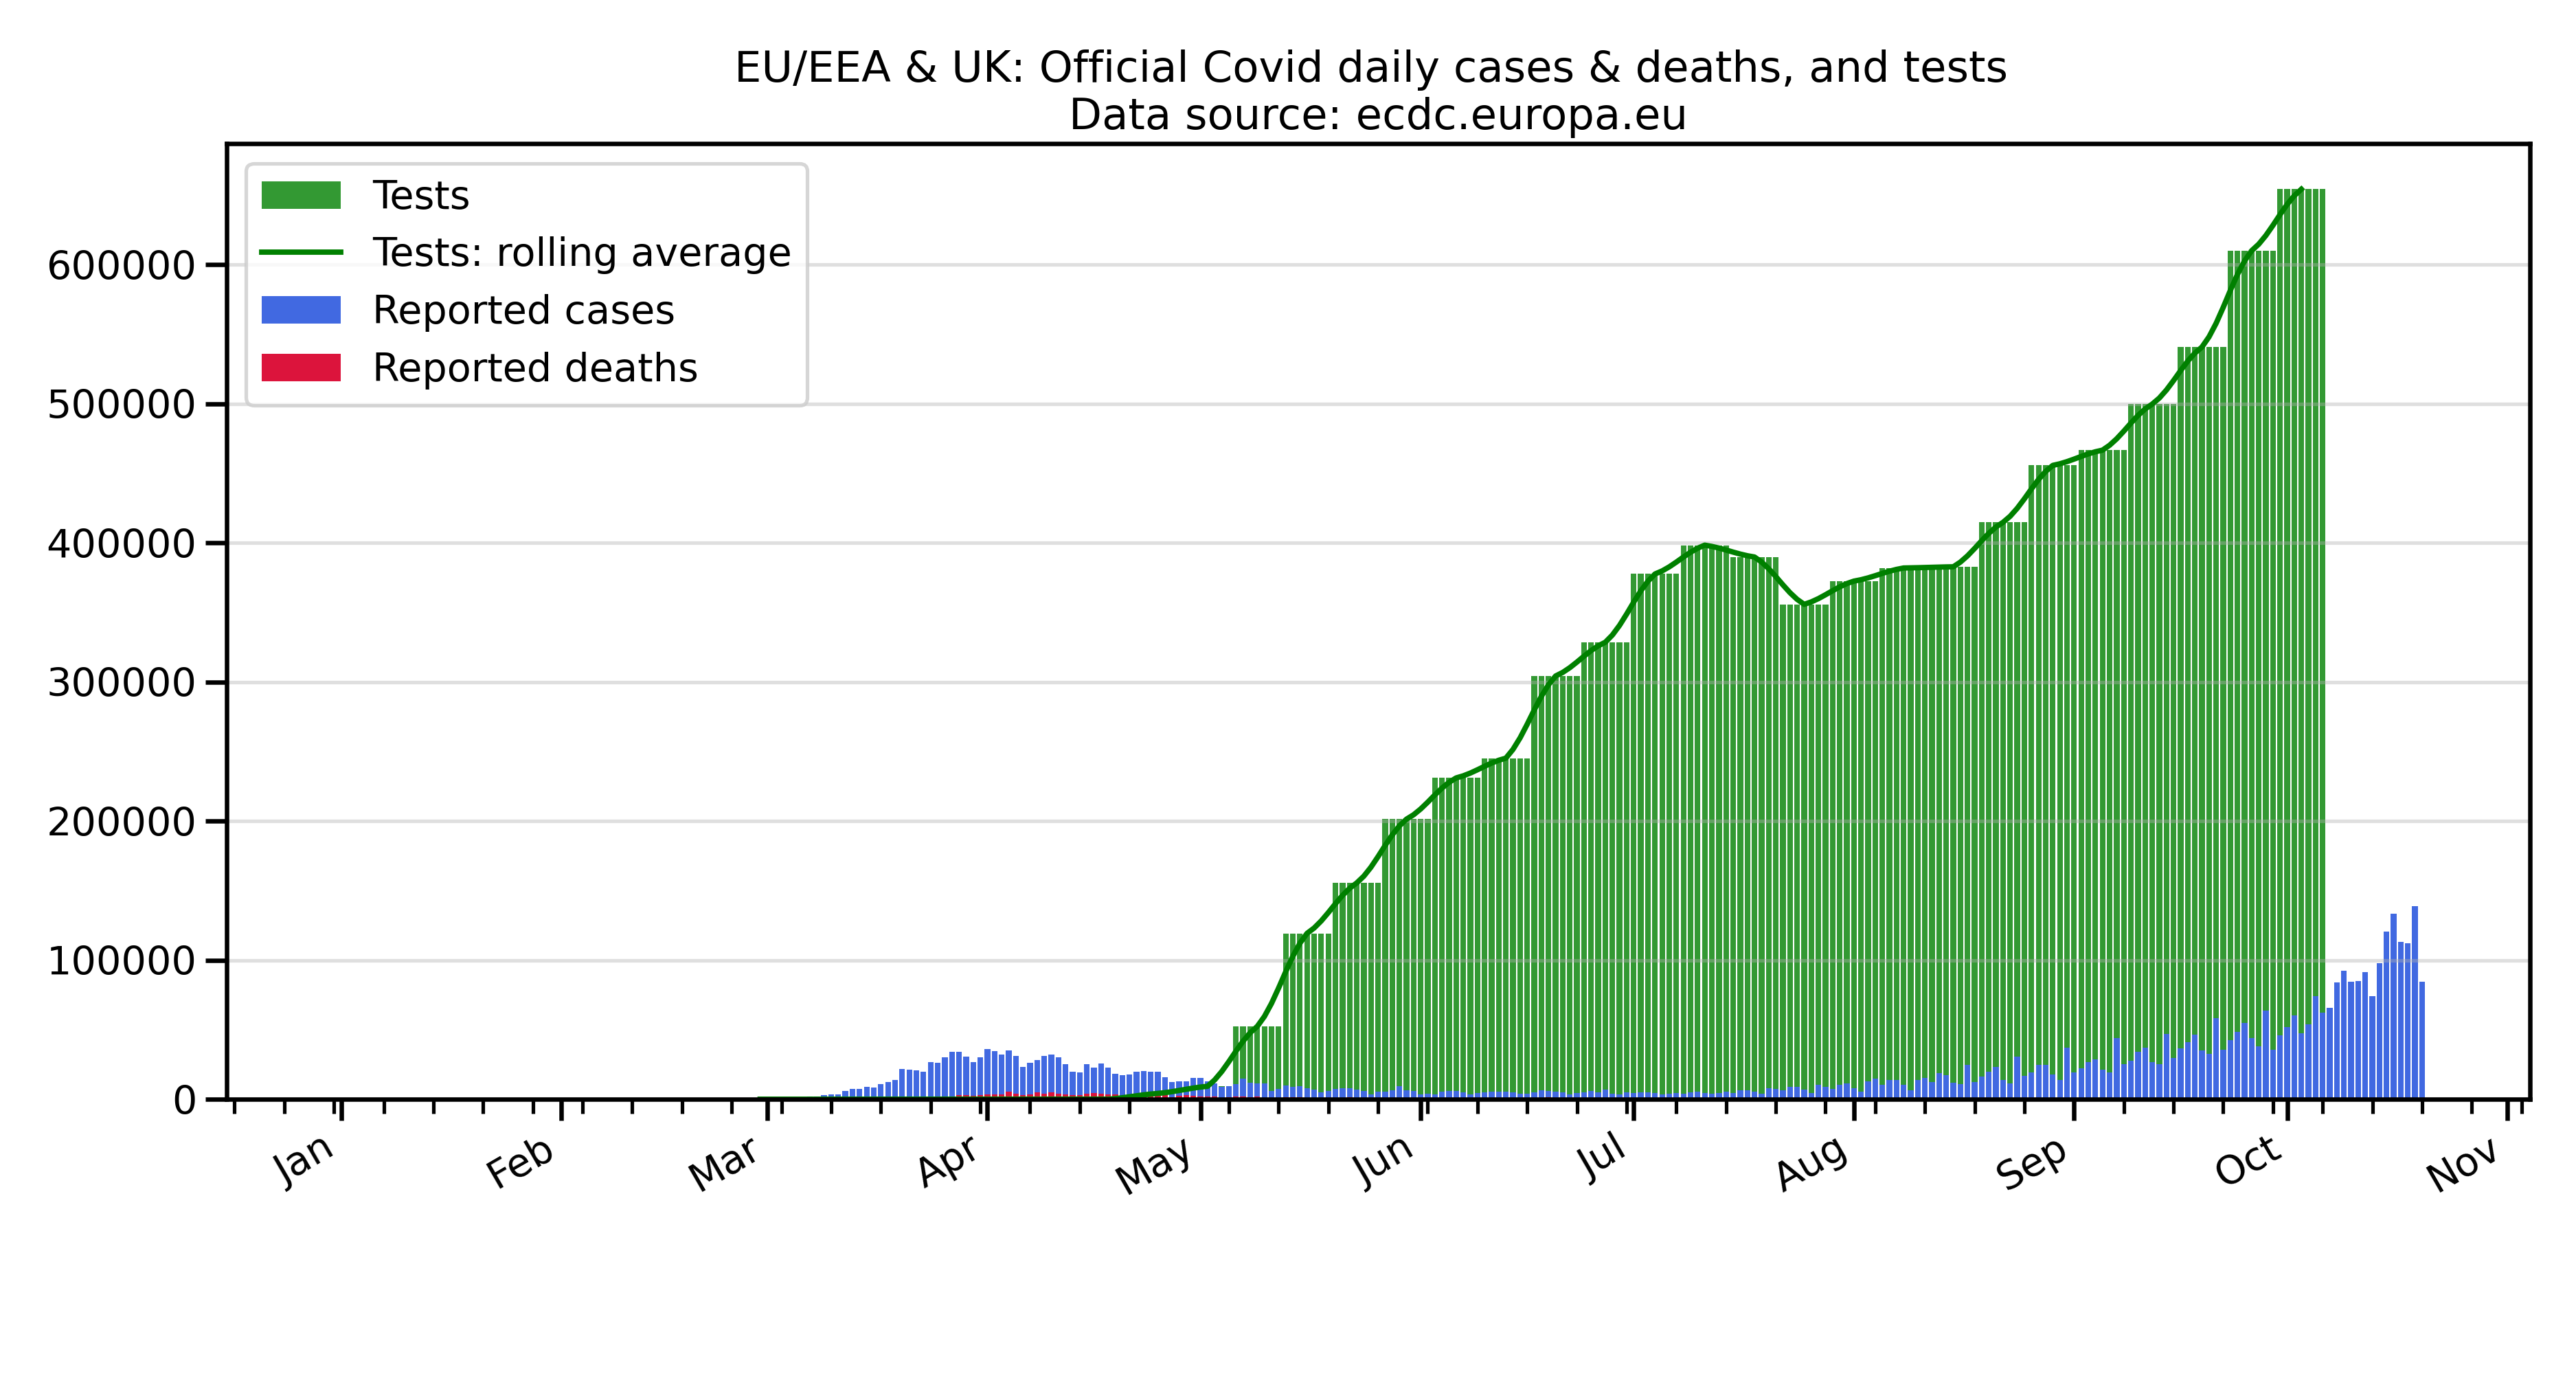 EU/EEA & UK: Official Covid daily cases & deaths, and tests
Data source: ecdc.europa.eu
Tests
Tests: rolling average
Reported cases
Reported deaths
600000
500000
400000
300000
200000
100000
0
Jan
Feb
Mar
Apr
May
Jun
Jul
Aug
Sep
Oct
Nov